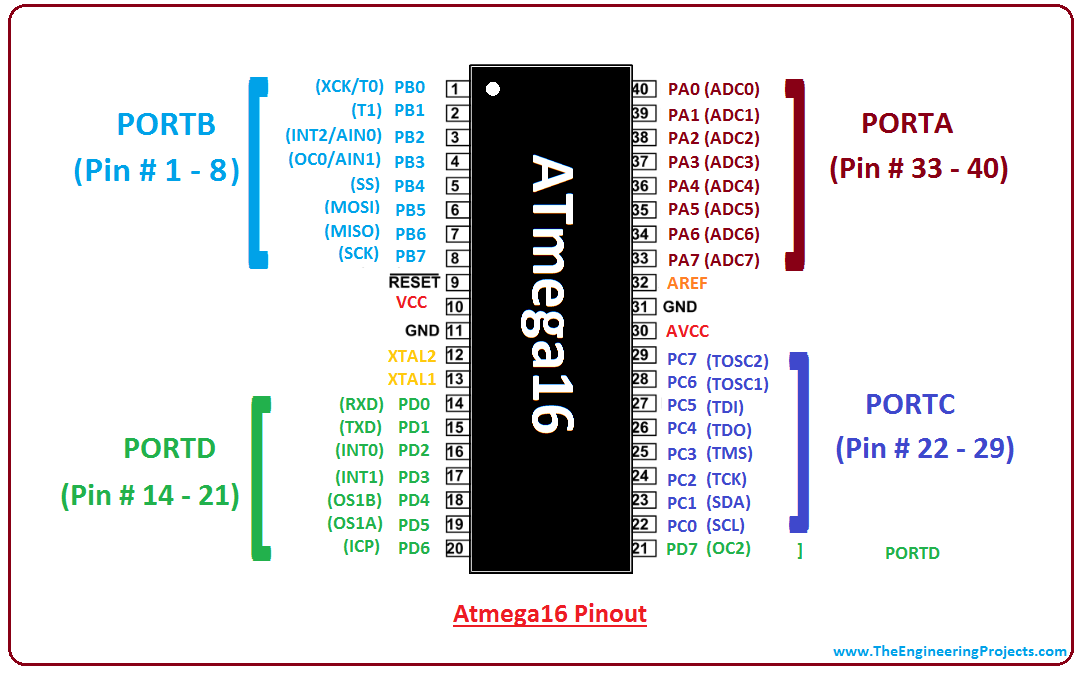 PORTB
(Pin # 1 - 8)
(XCK/T0) PB0 1
(T1) PB1 2
(INT2/AIN0) PB2 3
(OC0/AIN1) PB3 4
(SS) PB4 5
(MOSI) PB5 6
(MISO) PB6 7
(SCK) PB7 8
RESET 9
VCC 10
GND 11
XTAL2 12
XTAL1 13
PORTD
(Pin # 14 - 21)
(RXD) PD0 14
(TXD) PD1 15
(INT0) PD2 16
(INT1) PD3 17
(OS1B) PD4 18
(OS1A) PD5 19
(ICP) PD6 20
ATmega16
40 PA0 (ADC0)
39 PA1 (ADC1)
38 PA2 (ADC2)
37 PA3 (ADC3)
36 PA4 (ADC4)
35 PA5 (ADC5)
34 PA6 (ADC6)
33 PA7 (ADC7)
PORTA
(Pin # 33 - 40)
32 AREF
31 GND
30 AVCC
29 PC7 (TOSC2)
28 PC6 (TOSC1)
27 PC5 (TDI)
26 PC4 (TDO)
25 PC3 (TMS)
24 PC2 (TCK)
23 PC1 (SDA)
22 PC0 (SCL)
PORTC
(Pin # 22 - 29)
21 PD7 (OC2) ] PORTD
Atmega16 Pinout
www.TheEngineeringProjects.com